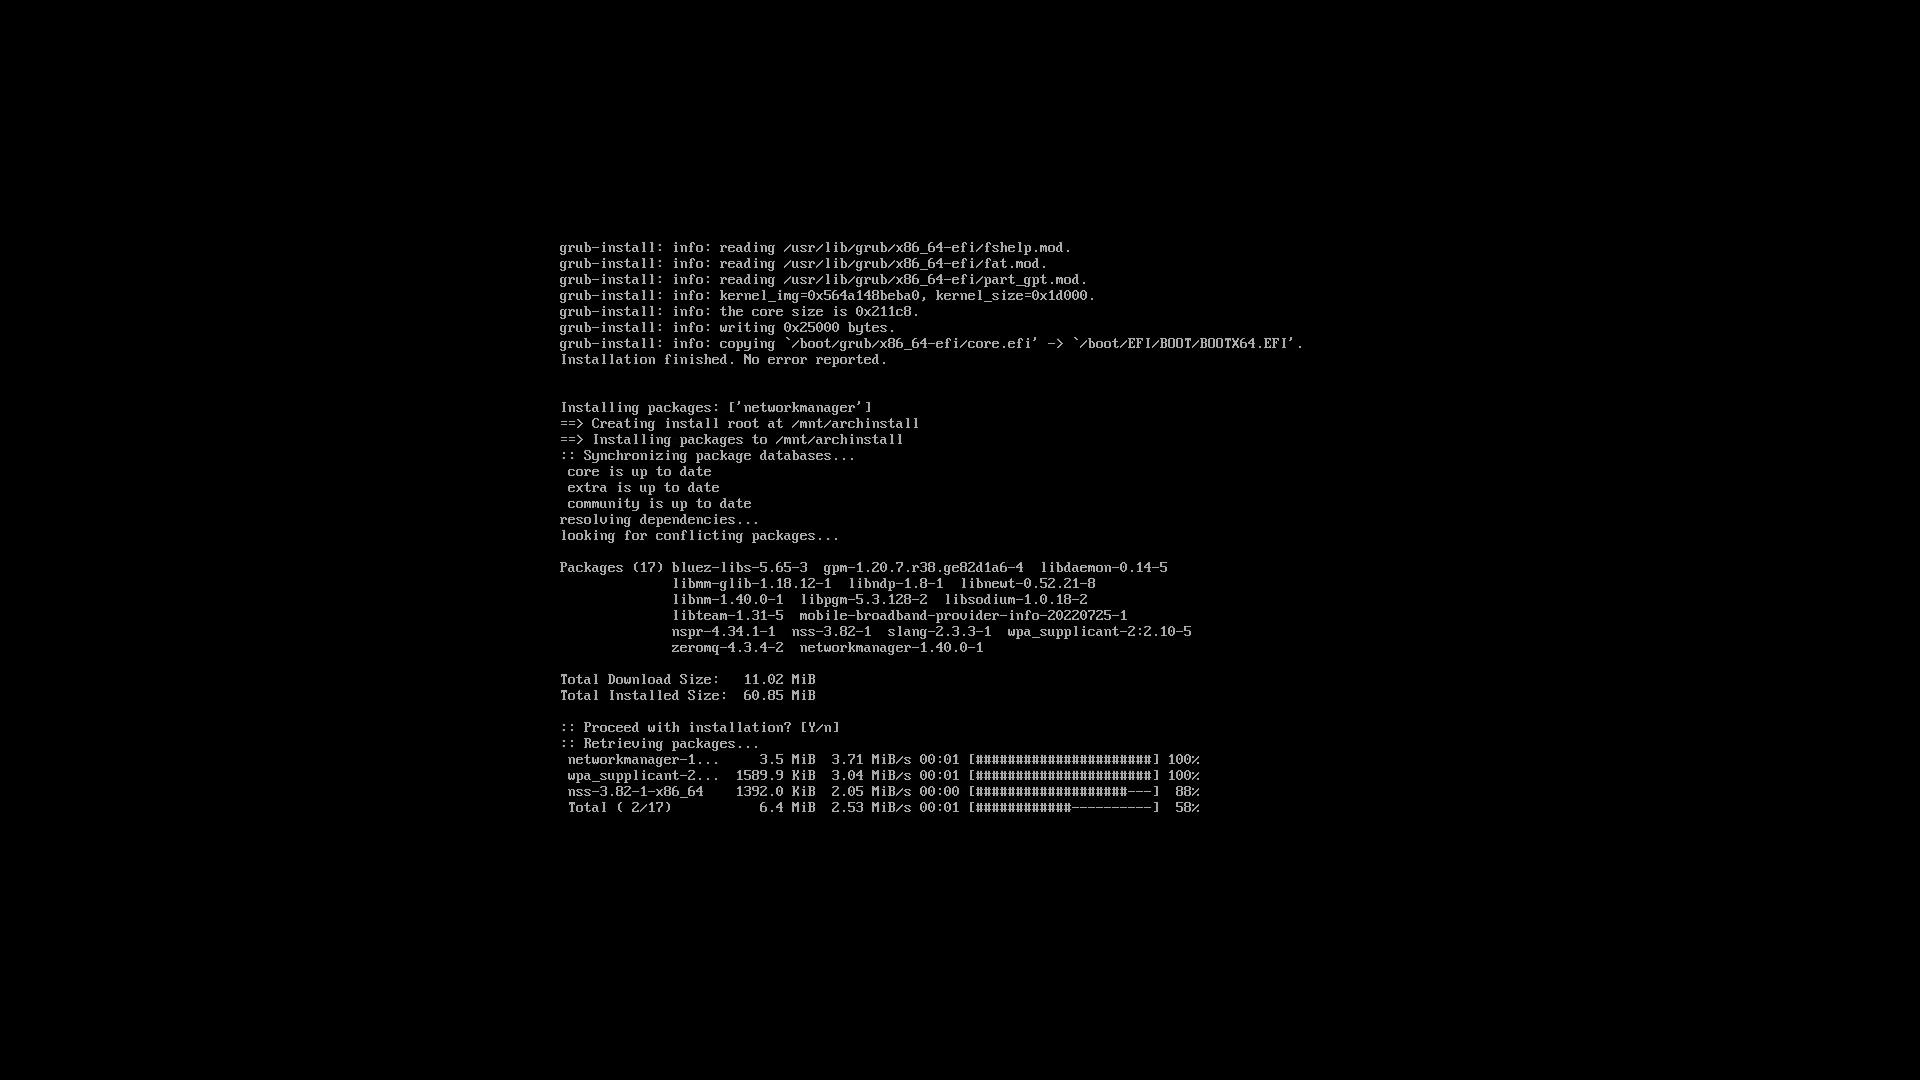 grub-install: info: reading /usr/lib/grub/x86_64-efi/fshelp.mod.
grub-install: info: reading /usr/lib/grub/x86_64-efi/fat.mod.
grub-install: info: reading /usr/lib/grub/x86_64-efi/part_gpt.mod.
grub-install: info: kernel_img=0x564a148beba0, kernel_size=0x1d000.
grub-install: info: the core size is 0x211c8.
grub-install: info: writing 0x25000 bytes.
grub-install: info: copying `/boot/grub/x86_64-efi/core.efi' -> `/boot/EFI/BOOT/BOOTX64.EFI'.
Installation finished. No error reported.
Installing packages: ['networkmanager']
==> Creating install root at /mnt/archinstall
==> Installing packages to /mnt/archinstall
:: Synchronizing package databases...
core is up to date
extra is up to date
community is up to date
resolving dependencies...
looking for conflicting packages...
Packages (17) bluez-libs-5.65-3  gpm-1.20.7.r38.ge82d1a6-4  libdaemon-0.14-5
libmm-glib-1.18.12-1  libndp-1.8-1  libnewt-0.52.21-8
libnm-1.40.0-1  libpgm-5.3.128-2  libsodium-1.0.18-2
libteam-1.31-5  mobile-broadband-provider-info-20220725-1
nspr-4.34.1-1  nss-3.82-1  slang-2.3.3-1  wpa_supplicant-2:2.10-5
zeromq-4.3.4-2  networkmanager-1.40.0-1
Total Download Size:   11.02 MiB
Total Installed Size:  60.85 MiB
:: Proceed with installation? [Y/n]
:: Retrieving packages...
networkmanager-1...     3.5 MiB  3.71 MiB/s 00:01 [######################] 100%
wpa_supplicant-2...  1589.9 KiB  3.04 MiB/s 00:01 [######################] 100%
nss-3.82-1-x86_64    1392.0 KiB  2.05 MiB/s 00:00 [###################---]  88%
Total ( 2/17)           6.4 MiB  2.53 MiB/s 00:01 [############----------]  58%